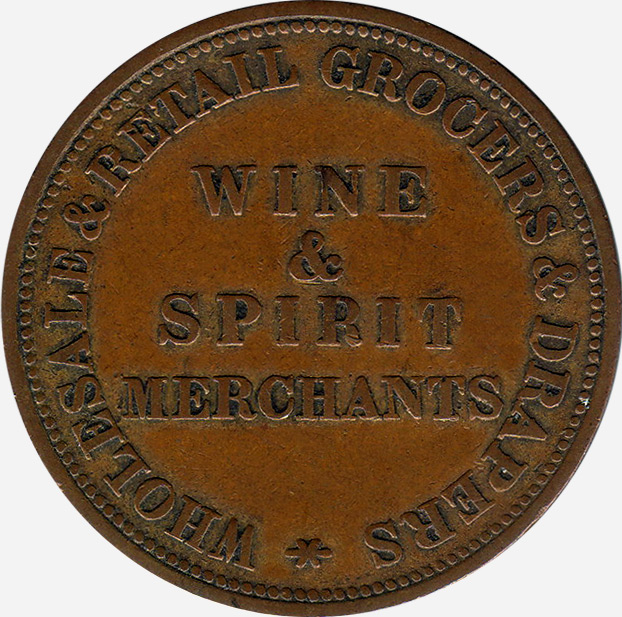 WHOLESALE & RETAIL GROCERS & DRAPERS
WINE
&
SPIRIT
MERCHANTS